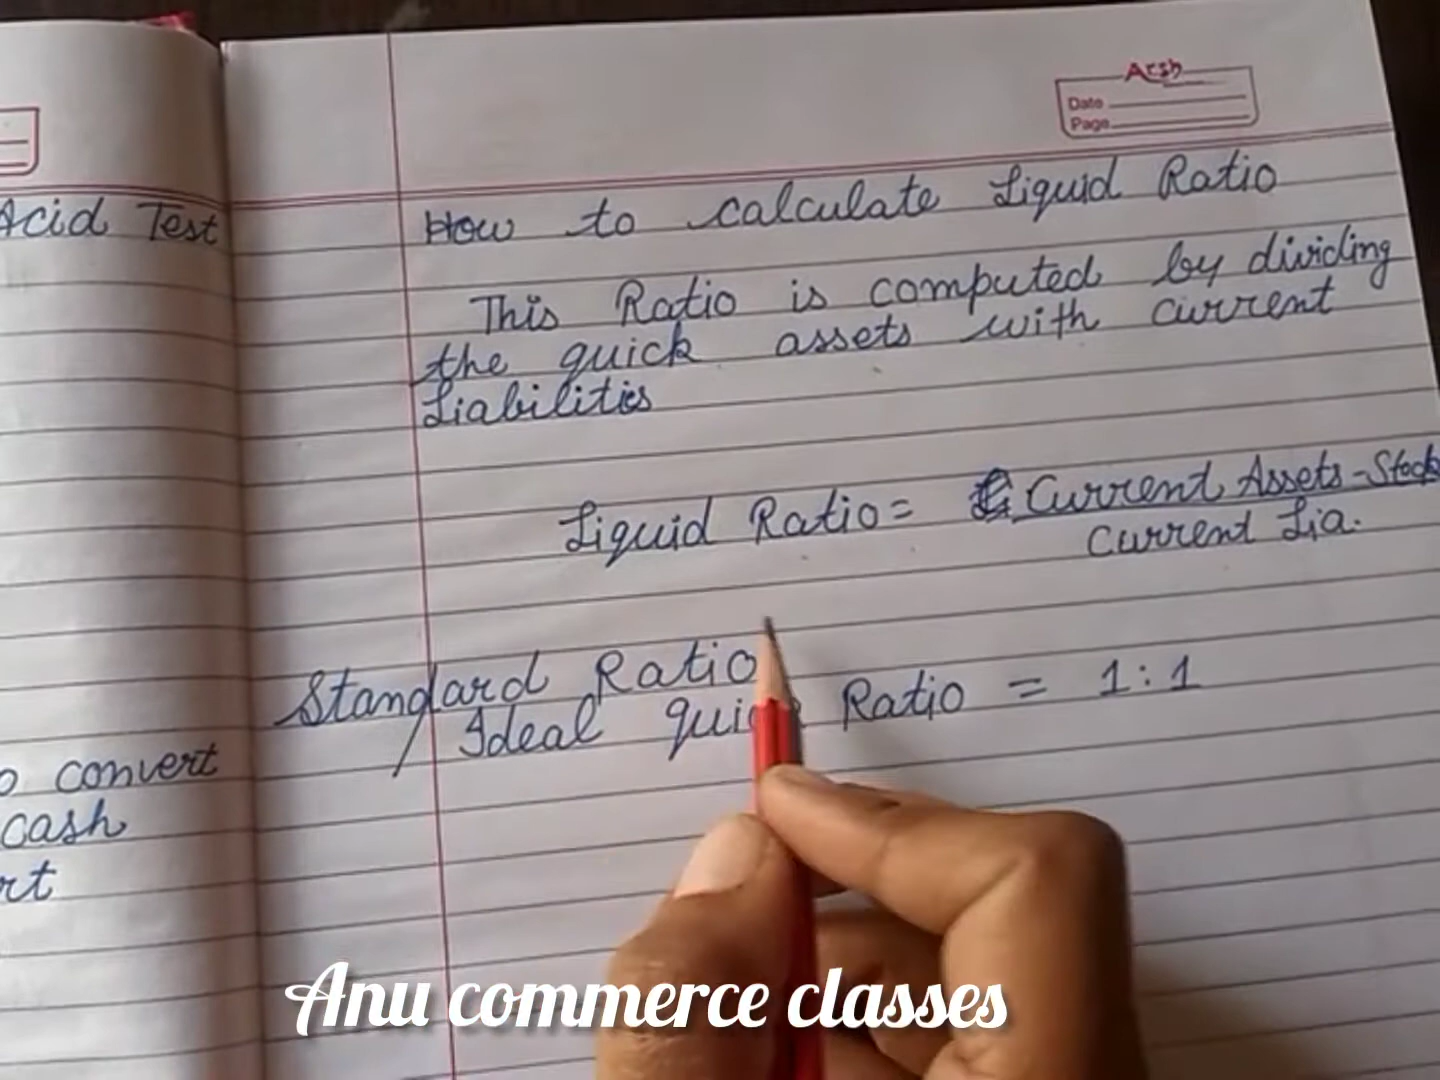 Arsh
Date
Page
Acid Test
convert
cash
How to calculate Liquid Ratio
This Ratio is computed by dividing
the quick assets with current
Liabilities
Liquid Ratio = Current Assets - Stock
Current Lia.
Standard Ratio
/ Ideal quick Ratio = 1:1
Anu commerce classes